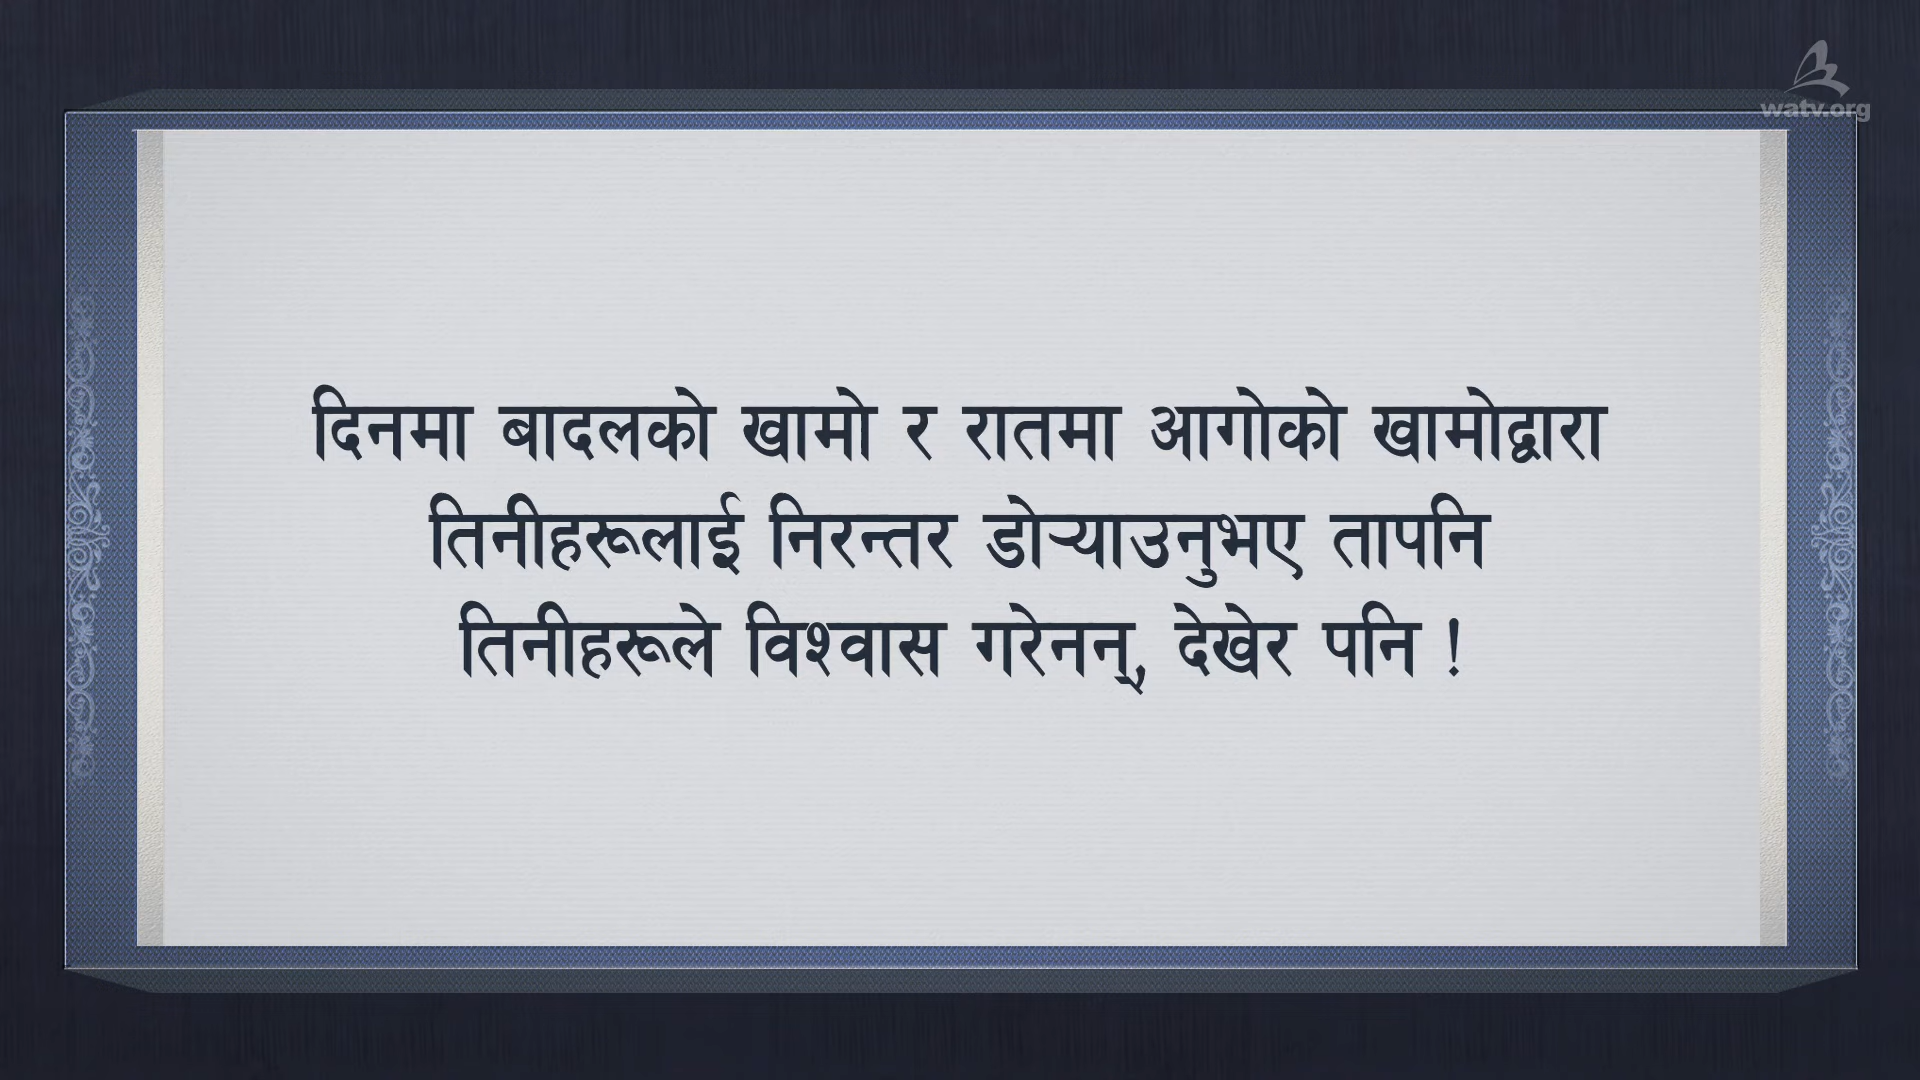 watv.org
दिनमा बादलको खामो र रातमा आगोको खामोद्वारा
तिनीहरूलाई निरन्तर डोऱ्याउनुभए तापनि
तिनीहरूले विश्वास गरेनन्, देखेर पनि !